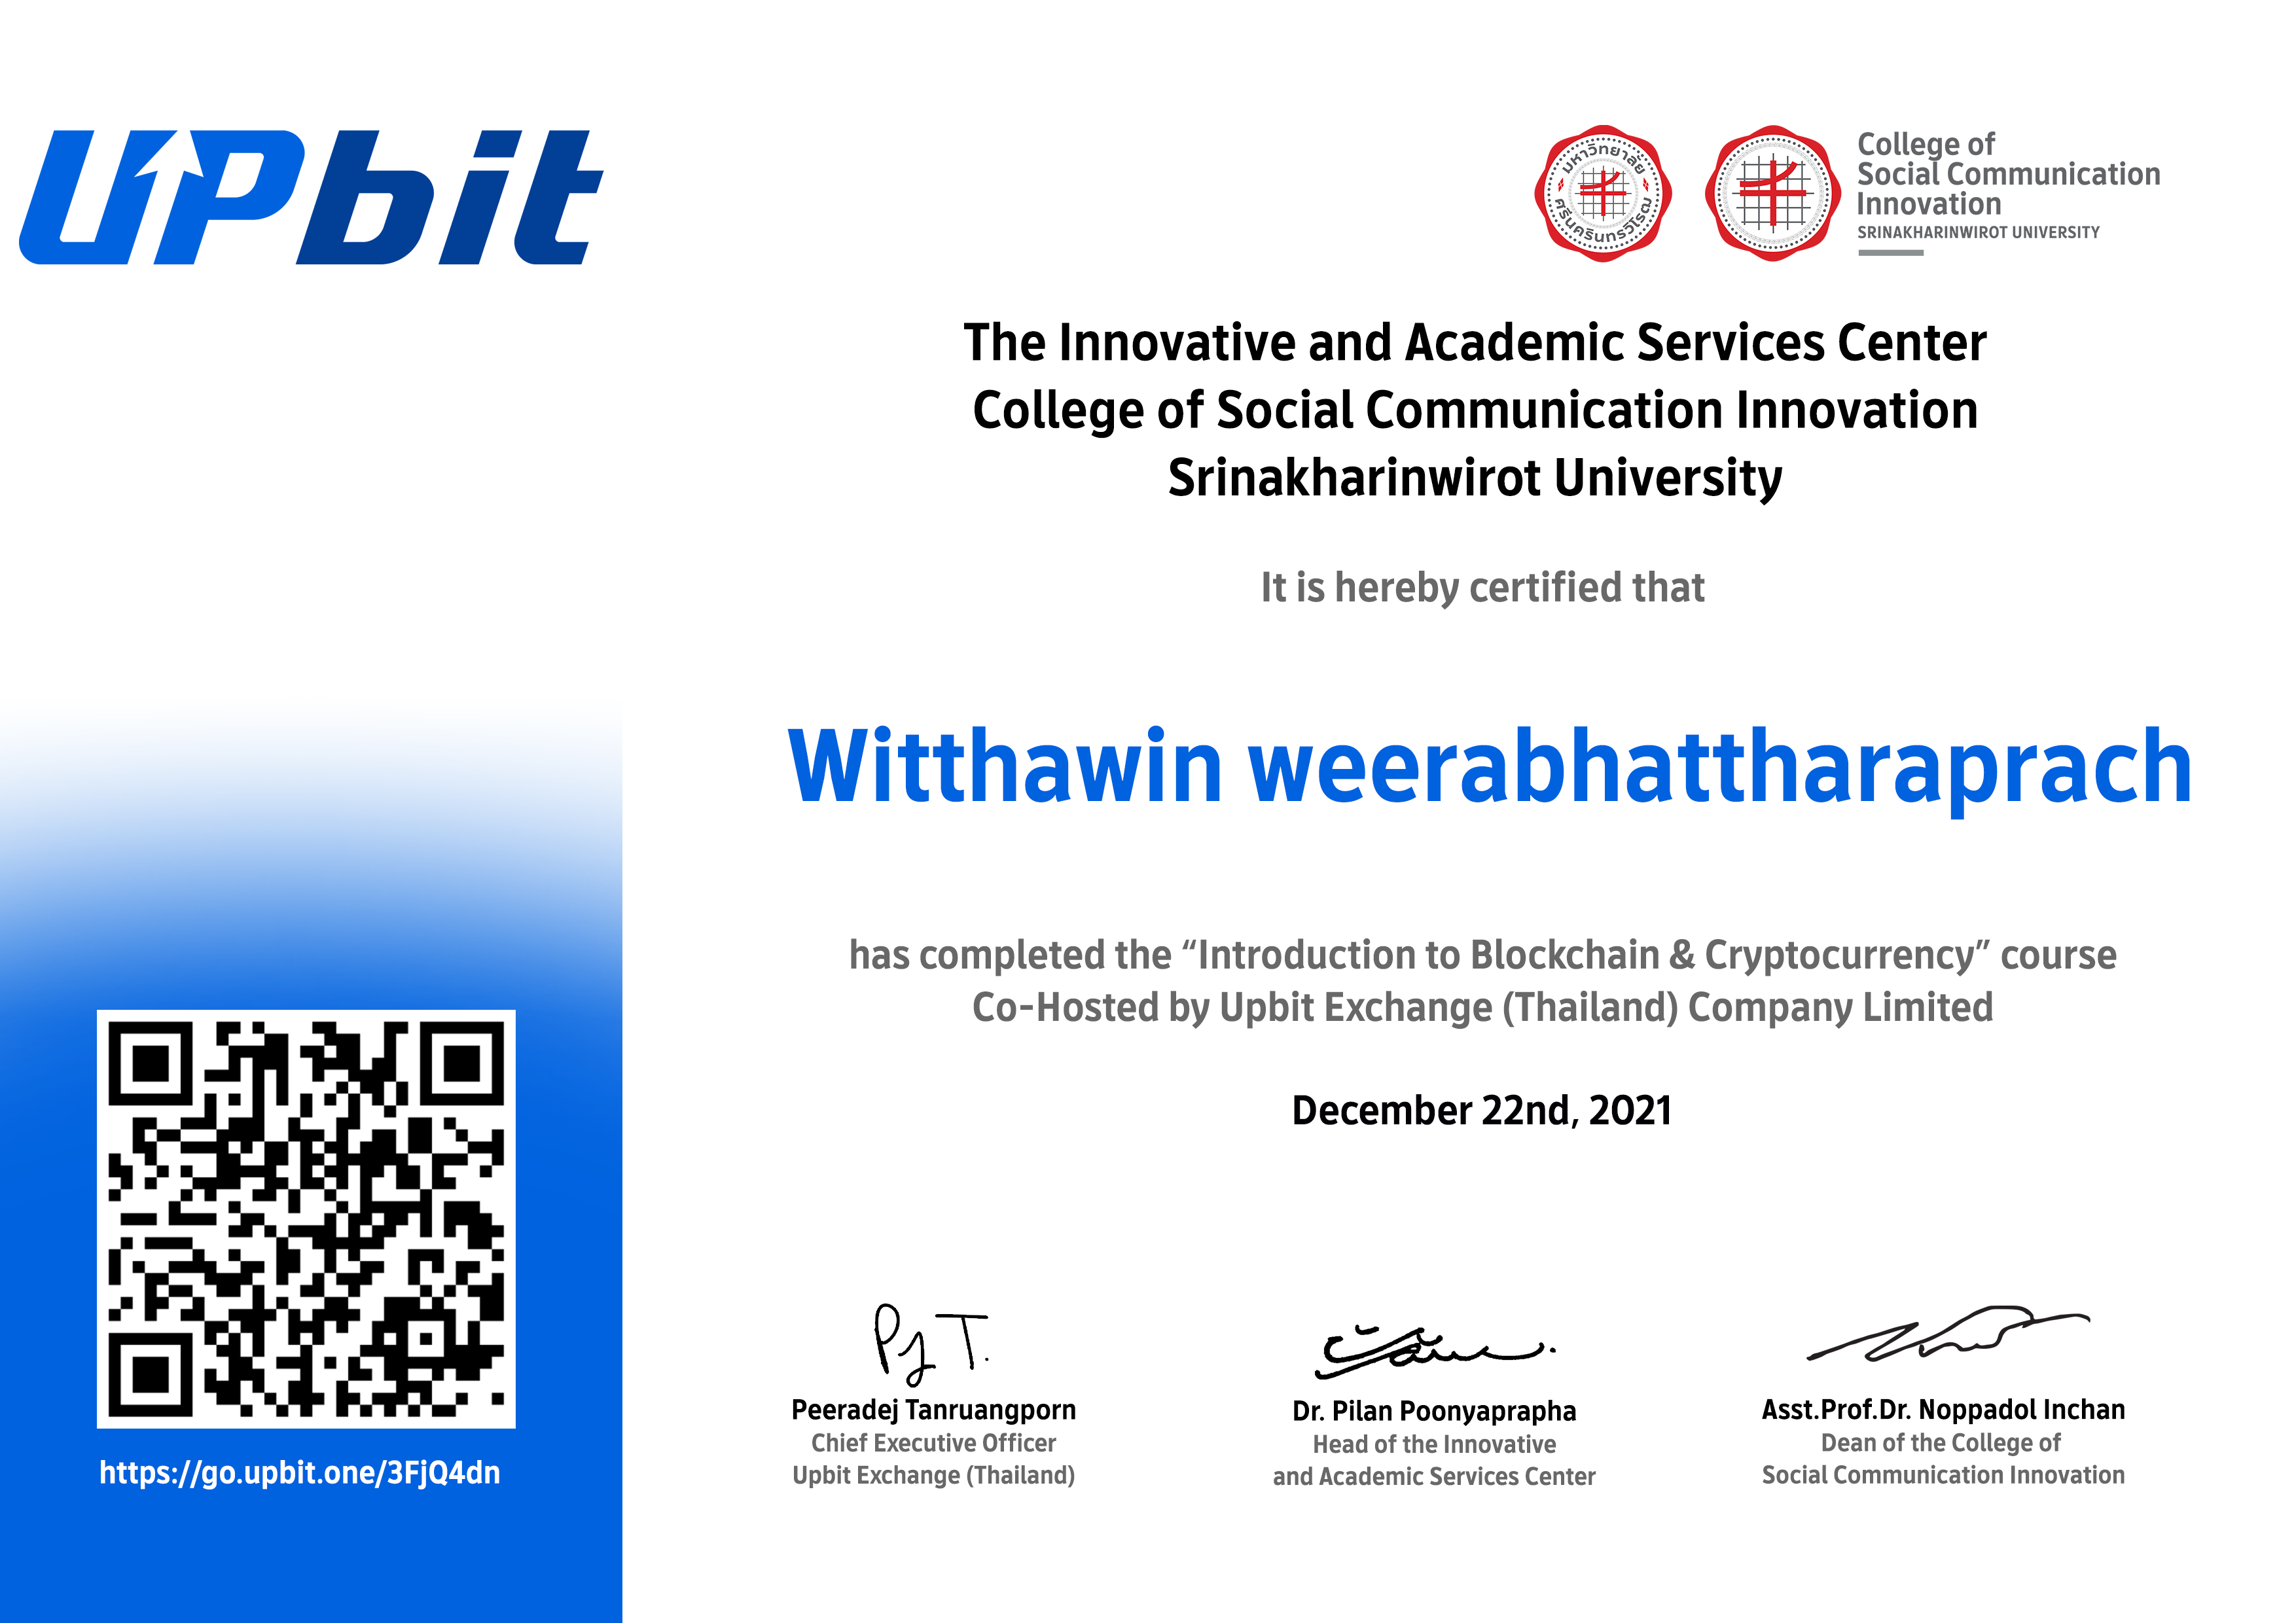 UPbit
มหาวิทยาลัย
ศรีนครินทรวิโรฒ
College of
Social Communication
Innovation
SRINAKHARINWIROT UNIVERSITY
The Innovative and Academic Services Center
College of Social Communication Innovation
Srinakharinwirot University
It is hereby certified that
Witthawin weerabhattharaprach
has completed the “Introduction to Blockchain & Cryptocurrency” course
Co-Hosted by Upbit Exchange (Thailand) Company Limited
December 22nd, 2021
https://go.upbit.one/3FjQ4dn
Peeradej Tanruangporn
Chief Executive Officer
Upbit Exchange (Thailand)
Dr. Pilan Poonyaprapha
Head of the Innovative
and Academic Services Center
Asst.Prof.Dr. Noppadol Inchan
Dean of the College of
Social Communication Innovation